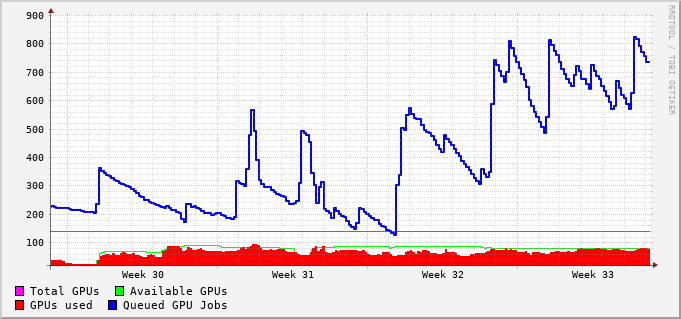 900
800
700
600
500
400
300
200
100
Week 30 Week 31 Week 32 Week 33
Total GPUs Available GPUs
GPUs used Queued GPU Jobs
RRDTOOL / TOBI OETIKER